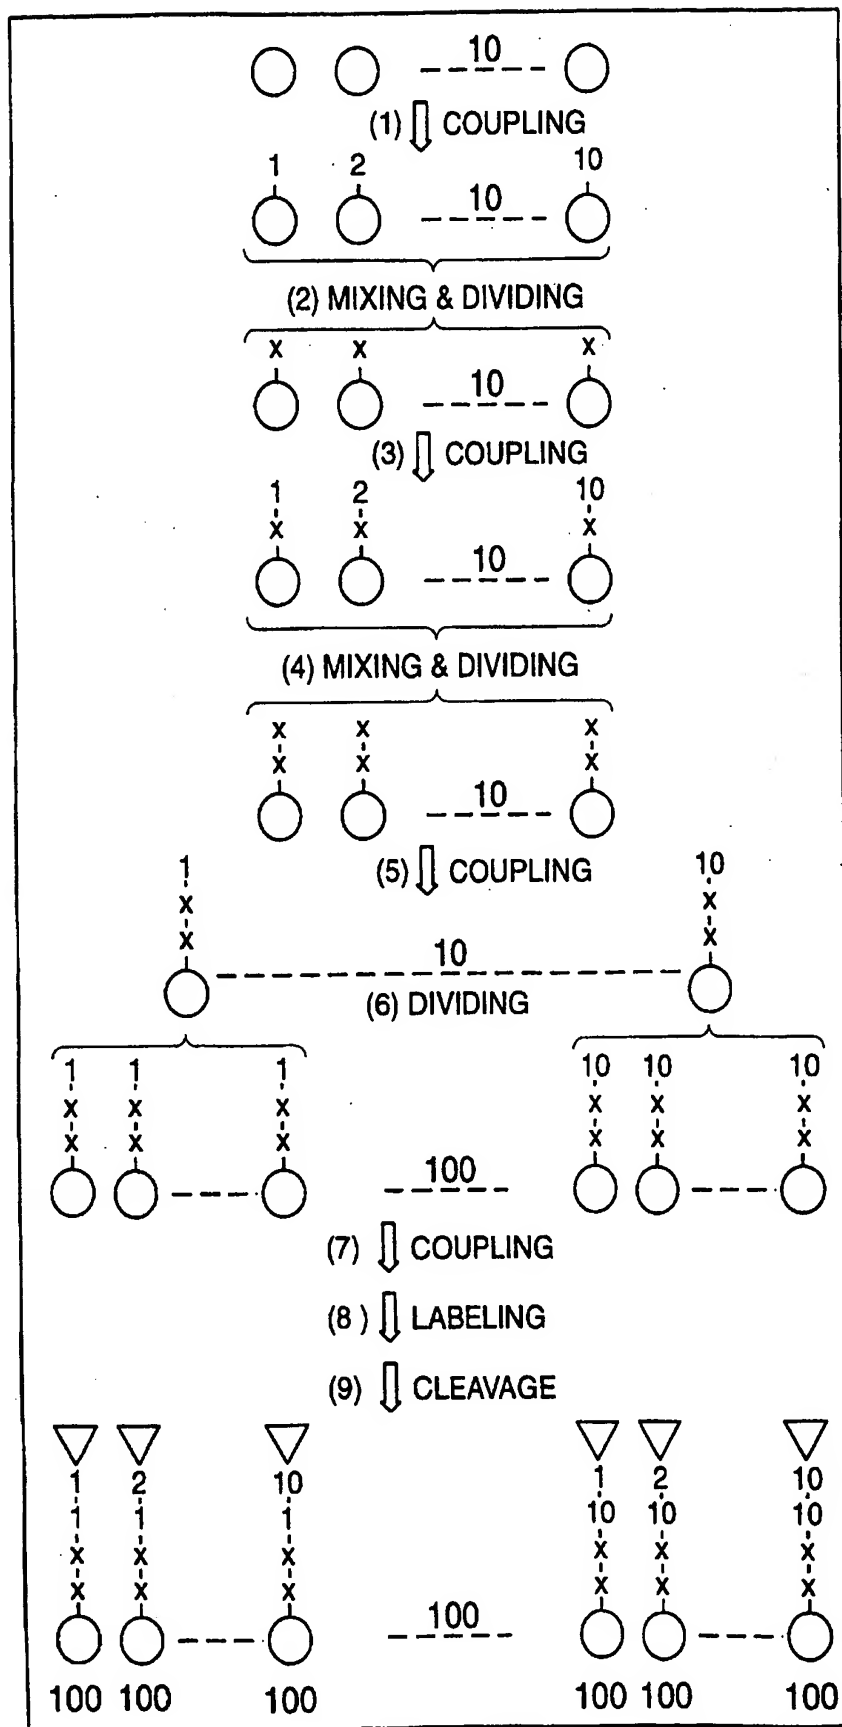 10
(1) COUPLING
1 2 10
10
(2) MIXING & DIVIDING
x x x
10
(3) COUPLING
1 2 10
x x x
10
(4) MIXING & DIVIDING
x x x
x x x
10
(5) COUPLING
1 10
x x
x x
10
(6) DIVIDING
1 1 1 10 10 10
x x x x x x
x x x x x x
100
(7) COUPLING
(8 ) LABELING
(9) CLEAVAGE
1 2 10 1 2 10
1 1 1 10 10 10
x x x x x x
x x x x x x
100
100 100 100 100 100 100